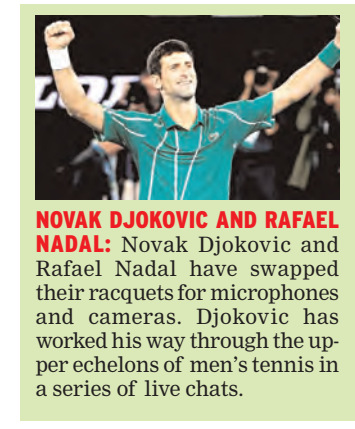 NOVAK DJOKOVIC AND RAFAEL
NADAL: Novak Djokovic and
Rafael Nadal have swapped
their racquets for microphones
and cameras. Djokovic has
worked his way through the up-
per echelons of men's tennis in
a series of live chats.